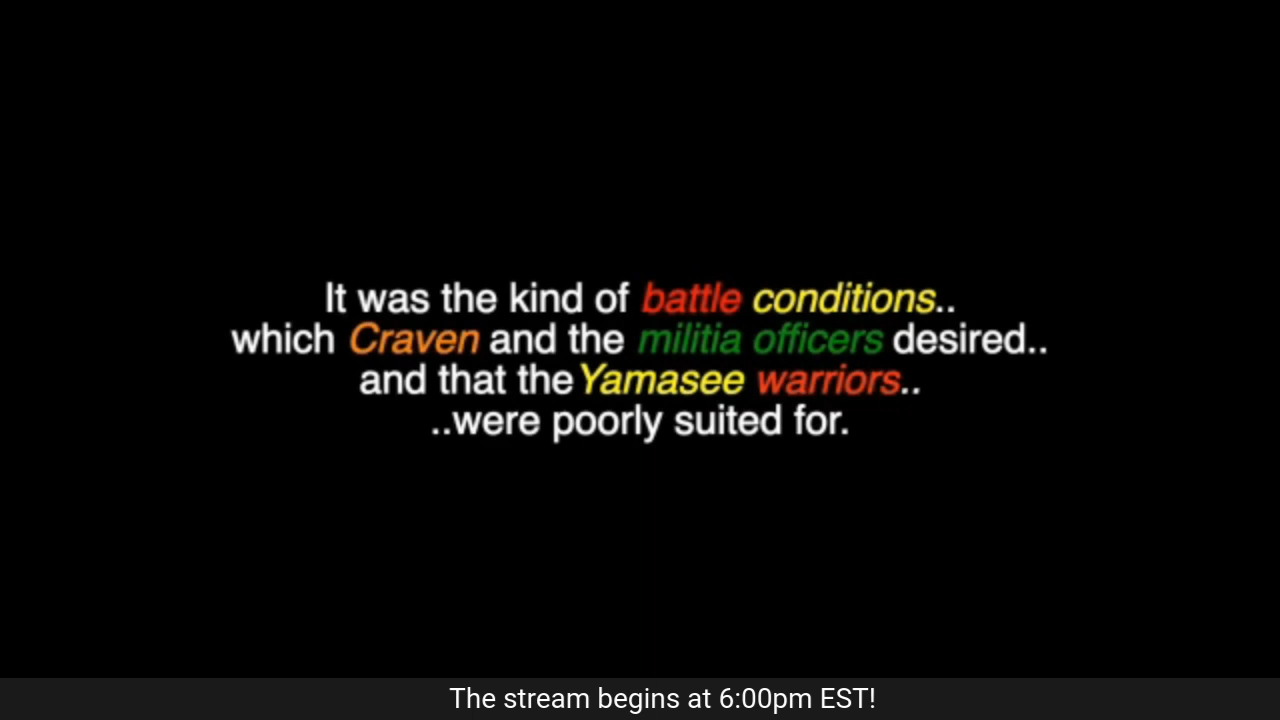 It was the kind of battle conditions..
which Craven and the militia officers desired..
and that the Yamasee warriors..
..were poorly suited for.
The stream begins at 6:00pm EST!